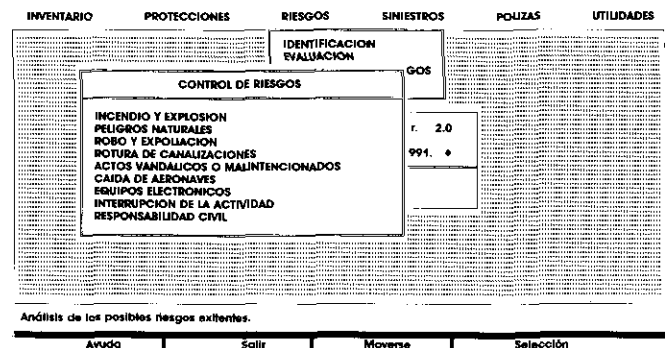 INVENTARIO PROTECCIONES RIESGOS SINIESTROS POLIZAS UTILIDADES
IDENTIFICACION
EVALUACION
GOS
CONTROL DE RIESGOS
INCENDIO Y EXPLOSION
PELIGROS NATURALES
r. 2.0
ROBO Y EXPOLIACION
ROTURA DE CANALIZACIONES
991.
ACTOS VANDALICOS O MALINTENCIONADOS
CAIDA DE AERONAVES
EQUIPOS ELECTRONICOS
INTERRUPCION DE LA ACTIVIDAD
RESPONSABILIDAD CIVIL
Análisis de los posibles riesgos exitentes.
Ayuda Salir Moverse Selección